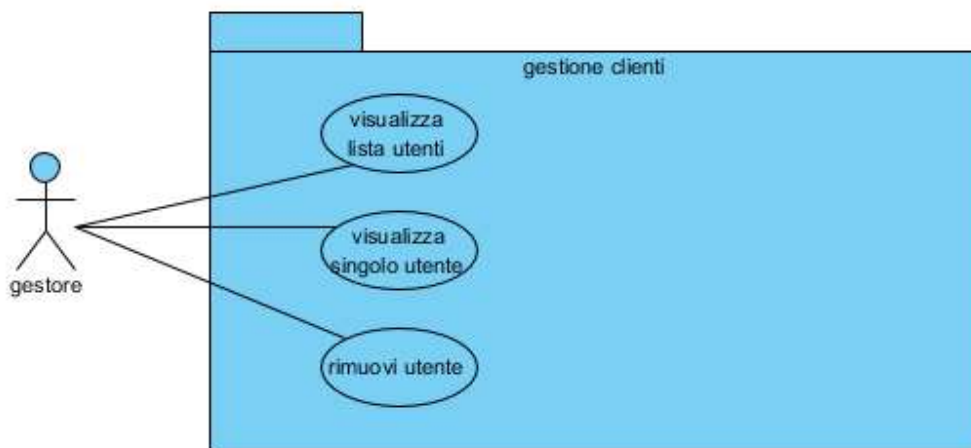 gestione clienti
visualizza
lista utenti
visualizza
singolo utente
gestore
rimuovi utente